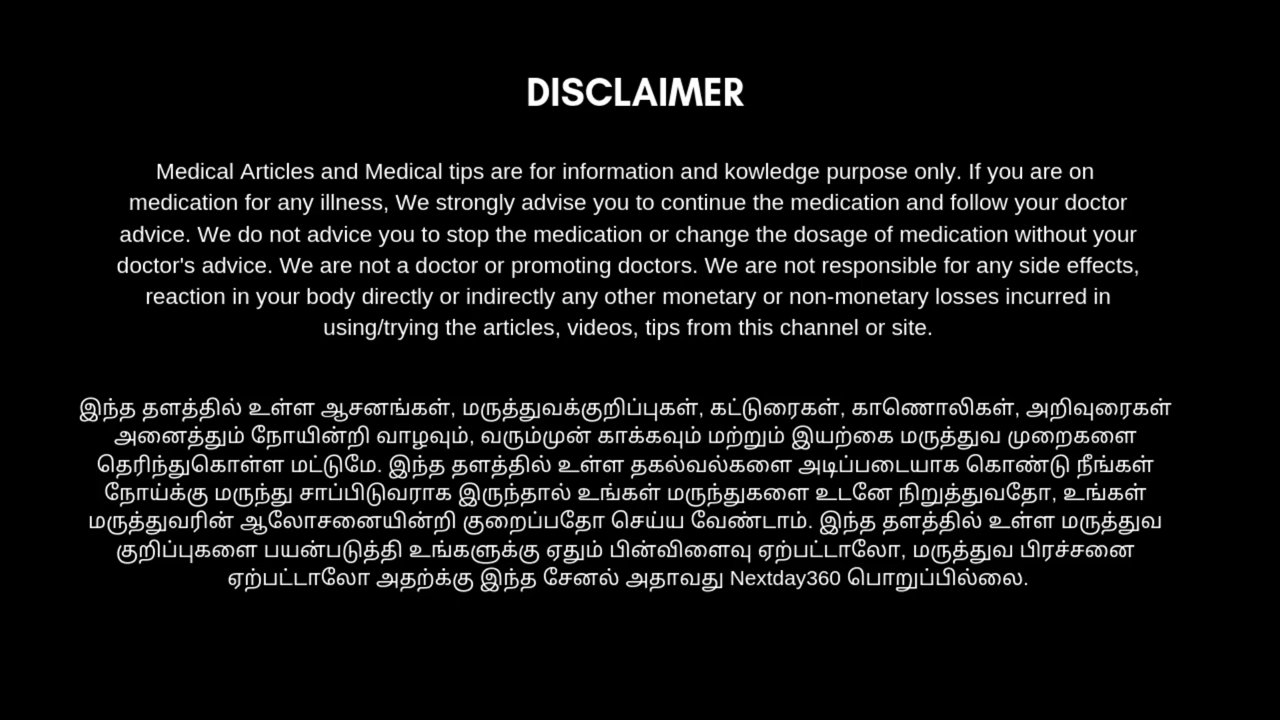 DISCLAIMER
Medical Articles and Medical tips are for information and kowledge purpose only. If you are on
medication for any illness, We strongly advise you to continue the medication and follow your doctor
advice. We do not advice you to stop the medication or change the dosage of medication without your
doctor's advice. We are not a doctor or promoting doctors. We are not responsible for any side effects,
reaction in your body directly or indirectly any other monetary or non-monetary losses incurred in
using/trying the articles, videos, tips from this channel or site.
இந்த தளத்தில் உள்ள ஆசனங்கள், மருத்துவக்குறிப்புகள், கட்டுரைகள், காணொலிகள், அறிவுரைகள்
அனைத்தும் நோயின்றி வாழவும், வரும்முன் காக்கவும் மற்றும் இயற்கை மருத்துவ முறைகளை
தெரிந்துகொள்ள மட்டுமே. இந்த தளத்தில் உள்ள தகல்வல்களை அடிப்படையாக கொண்டு நீங்கள்
நோய்க்கு மருந்து சாப்பிடுவராக இருந்தால் உங்கள் மருந்துகளை உடனே நிறுத்துவதோ, உங்கள்
மருத்துவரின் ஆலோசனையின்றி குறைப்பதோ செய்ய வேண்டாம். இந்த தளத்தில் உள்ள மருத்துவ
குறிப்புகளை பயன்படுத்தி உங்களுக்கு ஏதும் பின்விளைவு ஏற்பட்டாலோ, மருத்துவ பிரச்சனை
ஏற்பட்டாலோ அதற்க்கு இந்த சேனல் அதாவது Nextday360 பொறுப்பில்லை.